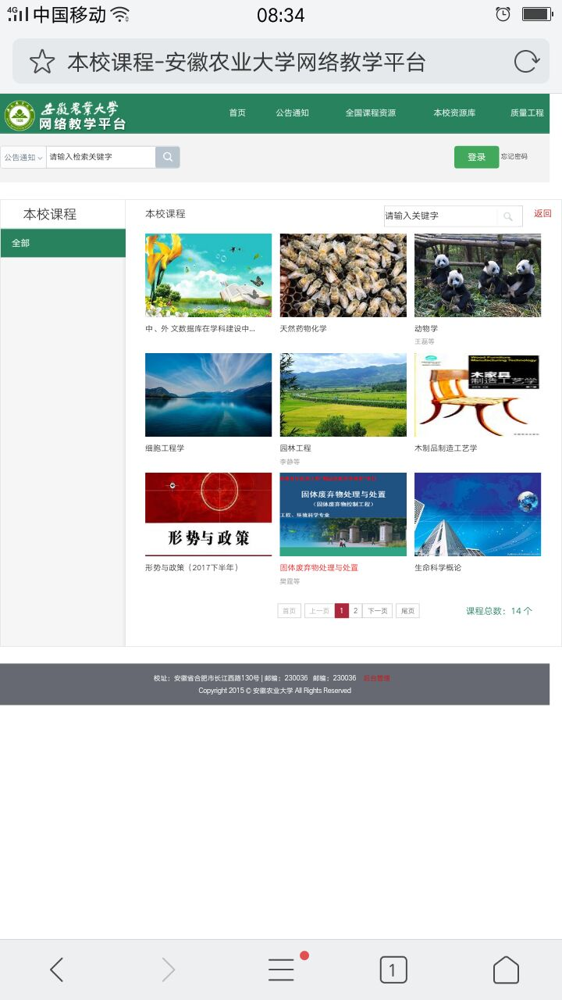 4G 中国移动 08:34
本校课程-安徽农业大学网络教学平台
安徽農業大學
网络教学平台
首页 公告通知 全国课程资源 本校资源库 质量工程
公告通知 请输入检索关键字 登录 忘记密码
本校课程
全部
本校课程 请输入关键字 返回
中、外 文数据库在学科建设中...
天然药物化学
动物学
王磊等
Wood Furniture
Manufacturing Technology
木家具
制造工艺学
细胞工程学
园林工程
李静等
木制品制造工艺学
形势与政策
固体废弃物处理与处置
（固体废弃物控制工程）
工程、环境科学专业
形势与政策（2017下半年）
固体废弃物处理与处置
樊霆等
生命科学概论
首页 上一页 1 2 下一页 尾页 课程总数：14 个
校址：安徽省合肥市长江西路130号 | 邮编：230036 邮编：230036 后台管理
Copyright 2015 © 安徽农业大学 All Rights Reserved
1